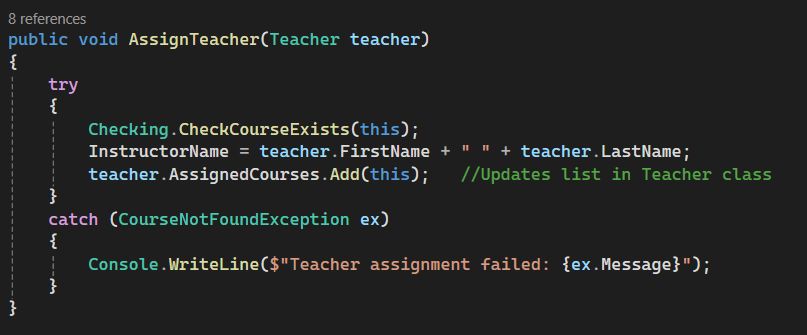 8 references
public void AssignTeacher(Teacher teacher)
{
try
{
Checking.CheckCourseExists(this);
InstructorName = teacher.FirstName + " " + teacher.LastName;
teacher.AssignedCourses.Add(this);   //Updates list in Teacher class
}
catch (CourseNotFoundException ex)
{
Console.WriteLine($"Teacher assignment failed: {ex.Message}");
}
}